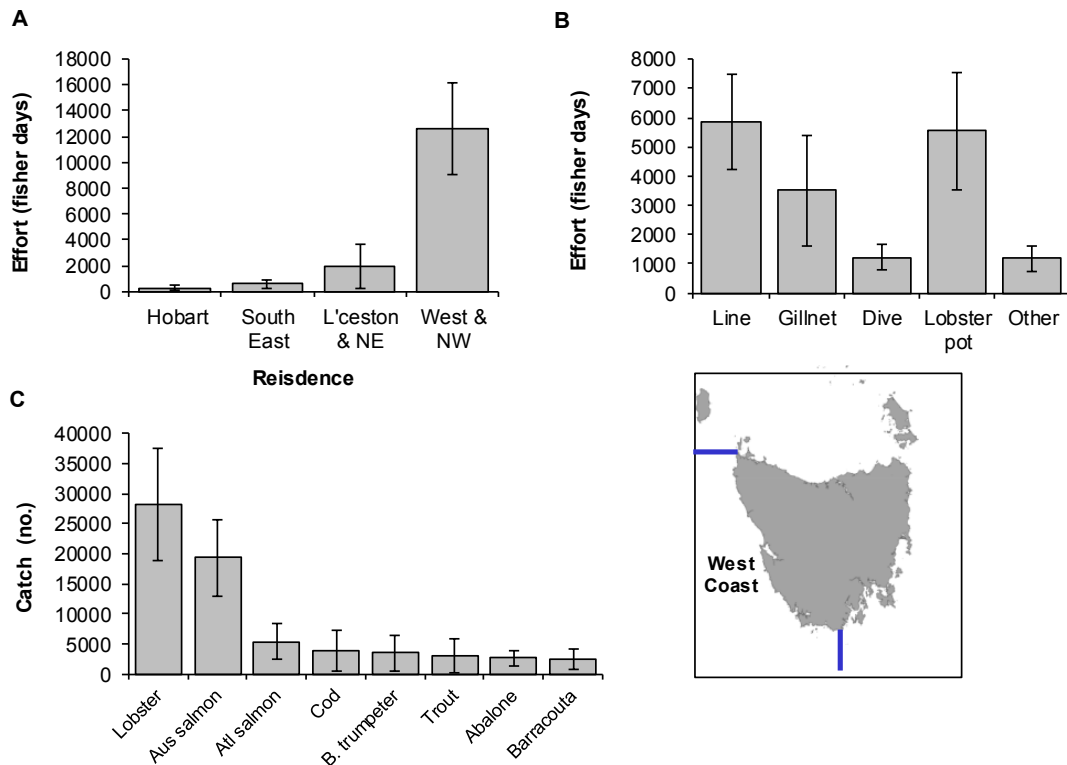 A
Effort (fisher days)
18000
16000
14000
12000
10000
8000
6000
4000
2000
0
Hobart
South
East
L'ceston
& NE
West &
NW
Reisdence
B
Effort (fisher days)
8000
7000
6000
5000
4000
3000
2000
1000
0
Line
Gillnet
Dive
Lobster
pot
Other
C
Catch (no.)
40000
35000
30000
25000
20000
15000
10000
5000
0
Lobster
Aus salmon
Atl salmon
Cod
B. trumpeter
Trout
Abalone
Barracouta
West
Coast